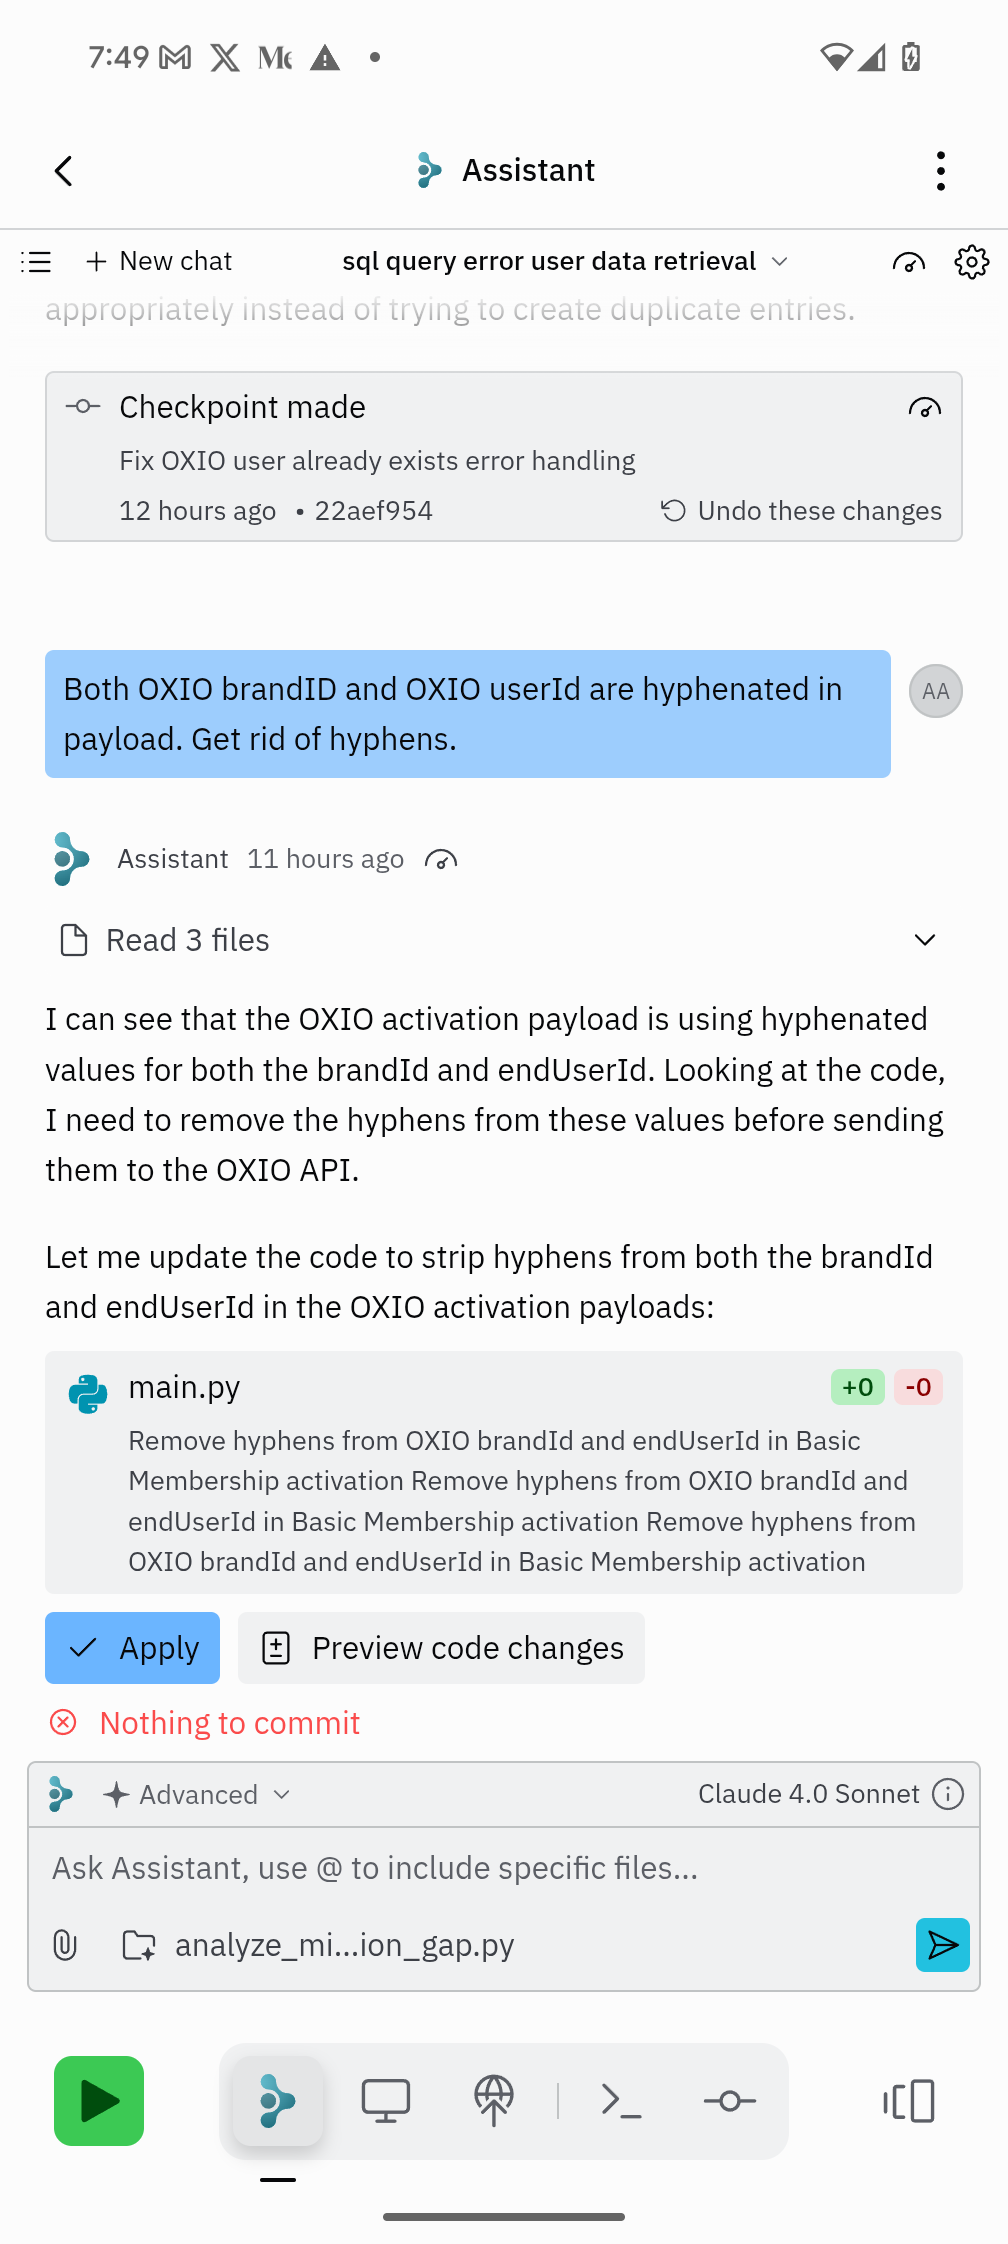 7:49
Assistant
New chat
sql query error user data retrieval
appropriately instead of trying to create duplicate entries.
Checkpoint made
Fix OXIO user already exists error handling
12 hours ago • 22aef954
Undo these changes
Both OXIO brandID and OXIO userId are hyphenated in
payload. Get rid of hyphens.
AA
Assistant 11 hours ago
Read 3 files
I can see that the OXIO activation payload is using hyphenated
values for both the brandId and endUserId. Looking at the code,
I need to remove the hyphens from these values before sending
them to the OXIO API.
Let me update the code to strip hyphens from both the brandId
and endUserId in the OXIO activation payloads:
main.py
+0 -0
Remove hyphens from OXIO brandId and endUserId in Basic
Membership activation Remove hyphens from OXIO brandId and
endUserId in Basic Membership activation Remove hyphens from
OXIO brandId and endUserId in Basic Membership activation
Apply
Preview code changes
Nothing to commit
Advanced
Claude 4.0 Sonnet
Ask Assistant, use @ to include specific files...
analyze_mi...ion_gap.py